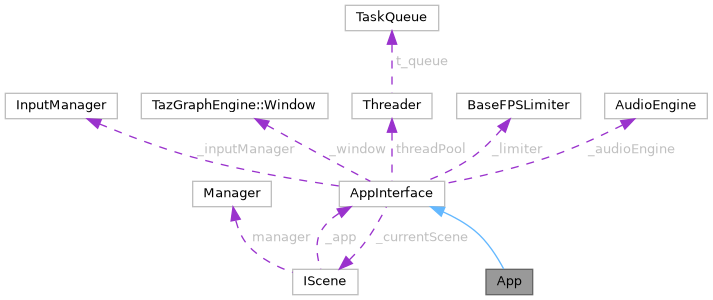 TaskQueue
t_queue
InputManager
TazGraphEngine::Window
Threader
BaseFPSLimiter
AudioEngine
_inputManager
_window
threadPool
_limiter
_audioEngine
Manager
AppInterface
manager
_app
_currentScene
IScene
App